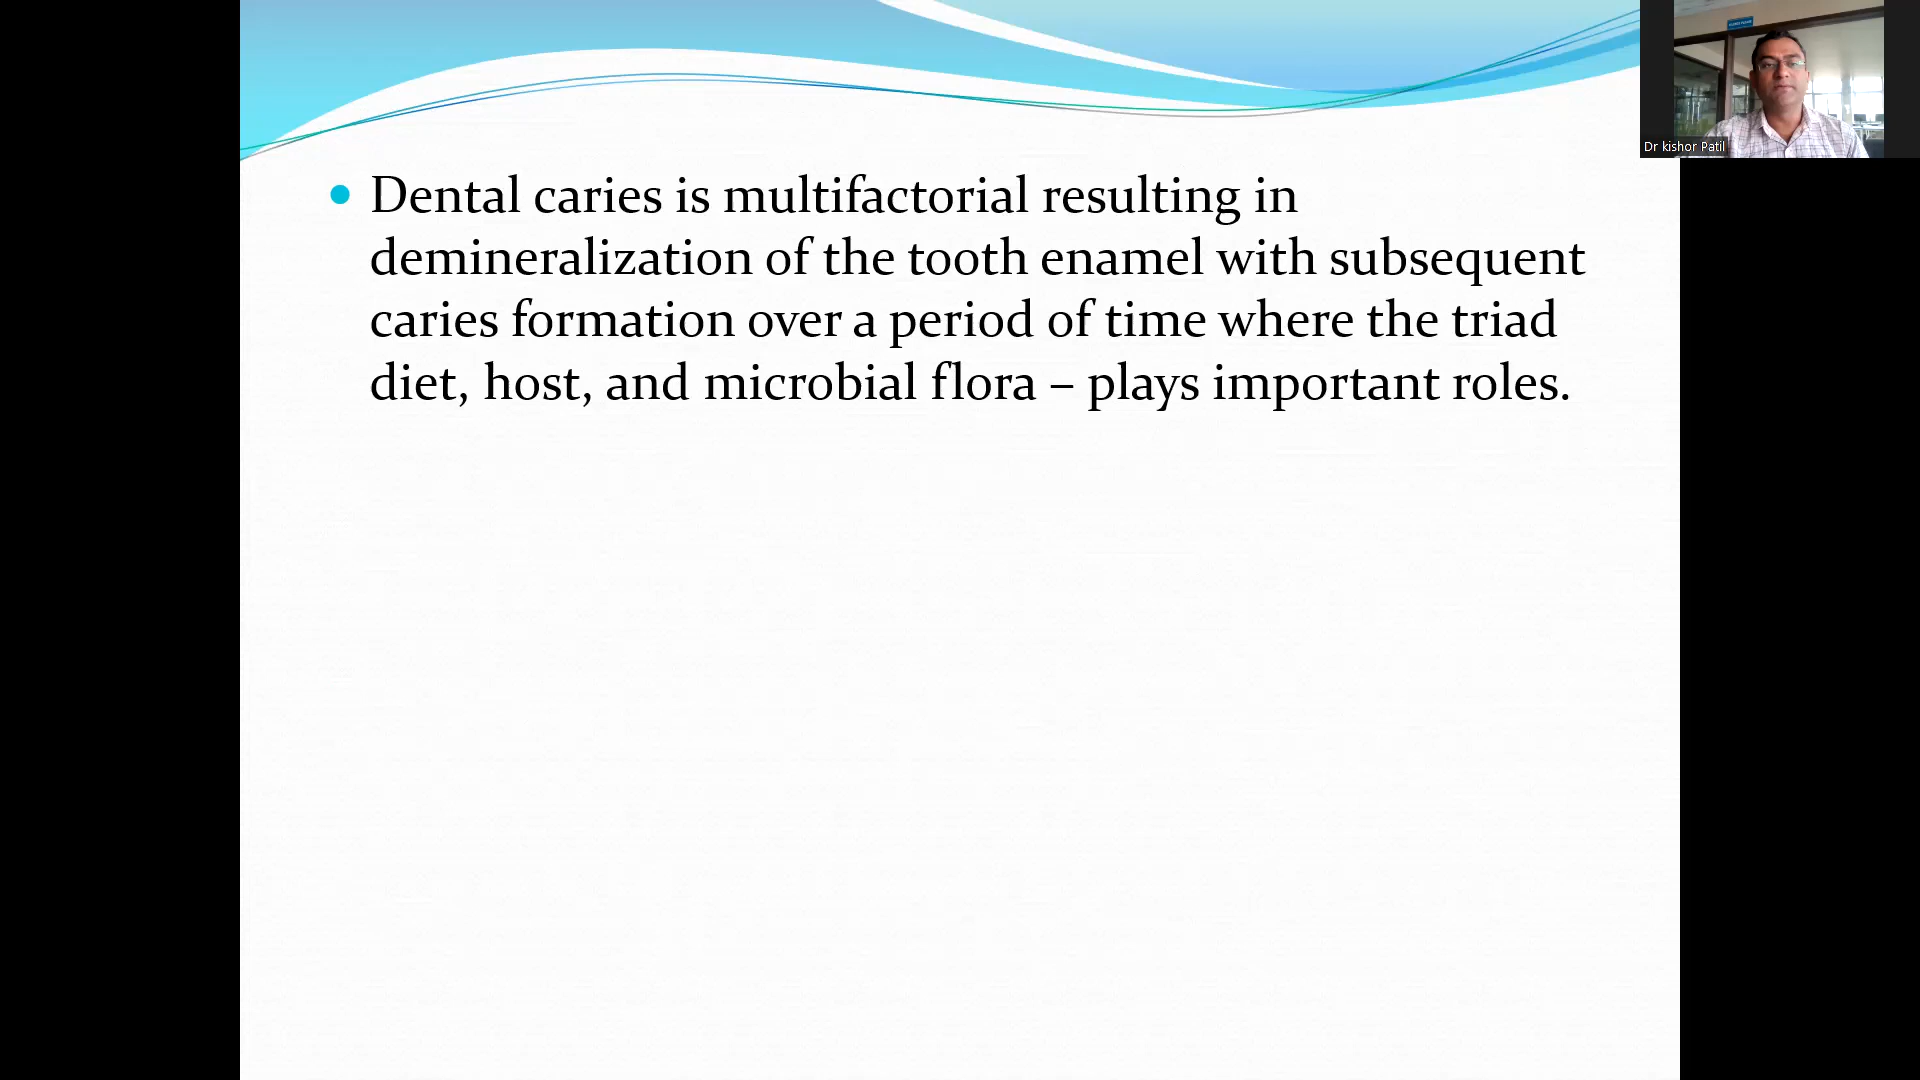 Dental caries is multifactorial resulting in
demineralization of the tooth enamel with subsequent
caries formation over a period of time where the triad
diet, host, and microbial flora – plays important roles.
Dr kishor Patil